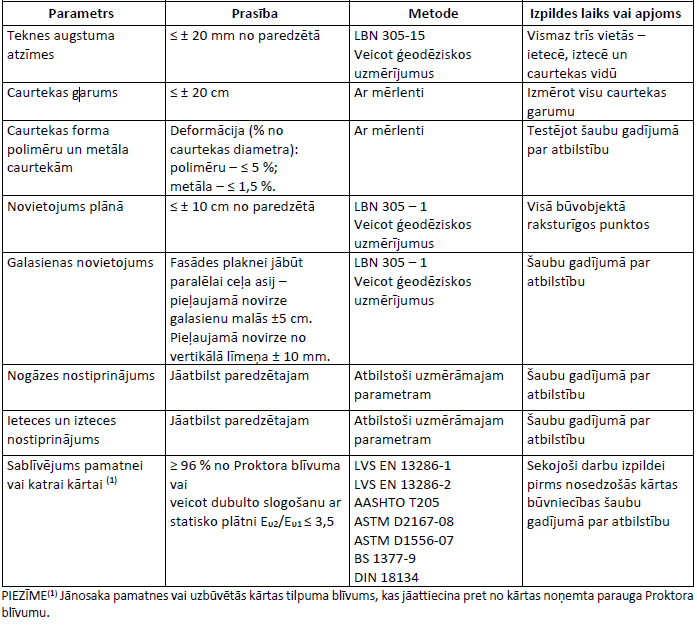 Parametrs Prasība Metode Izpildes laiks vai apjoms
Teknes augstuma atzīmes
≤ ± 20 mm no paredzētā
LBN 305-15
Veicot ģeodēziskos uzmērījumus
Vismaz trīs vietās – ietecē, iztecē un caurtekas vidū
Caurtekas garums
≤ ± 20 cm
Ar mērlenti
Izmērot visu caurtekas garumu
Caurtekas forma polimēru un metāla caurtekām
Deformācija (% no caurtekas diametra):
polimēru – ≤ 5 %;
metāla – ≤ 1,5 %.
Ar mērlenti
Testējot šaubu gadījumā par atbilstību
Novietojums plānā
≤ ± 10 cm no paredzētā
LBN 305 – 1
Veicot ģeodēziskos uzmērījumus
Visā būvobjektā raksturīgos punktos
Galasienas novietojums
Fasādes plaknei jābūt paralēlai ceļa asij – pieļaujamā novirze galasienu malās ±5 cm.
Pieļaujamā novirze no vertikālā līmeņa ± 10 mm.
LBN 305 – 1
Veicot ģeodēziskos uzmērījumus
Šaubu gadījumā par atbilstību
Nogāzes nostiprinājums
Jāatbilst paredzētajam
Atbilstoši uzmērāmajam parametram
Šaubu gadījumā par atbilstību
Ieteces un izteces nostiprinājums
Jāatbilst paredzētajam
Atbilstoši uzmērāmajam parametram
Šaubu gadījumā par atbilstību
Sablīvējums pamatnei vai katrai kārtai (1)
≥ 96 % no Proktora blīvuma vai
veicot dubulto slogošanu ar statisko plātni Eᵤ₂/Eᵤ₁ ≤ 3,5
LVS EN 13286-1
LVS EN 13286-2
AASHTO T205
ASTM D2167-08
ASTM D1556-07
BS 1377-9
DIN 18134
Sekojoši darbu izpildei pirms nosedzošās kārtas būvniecības šaubu gadījumā par atbilstību
PIEZĪME(1) Jānosaka pamatnes vai uzbūvētās kārtas tilpuma blīvums, kas jāattiecina pret no kārtas noņemta parauga Proktora blīvumu.